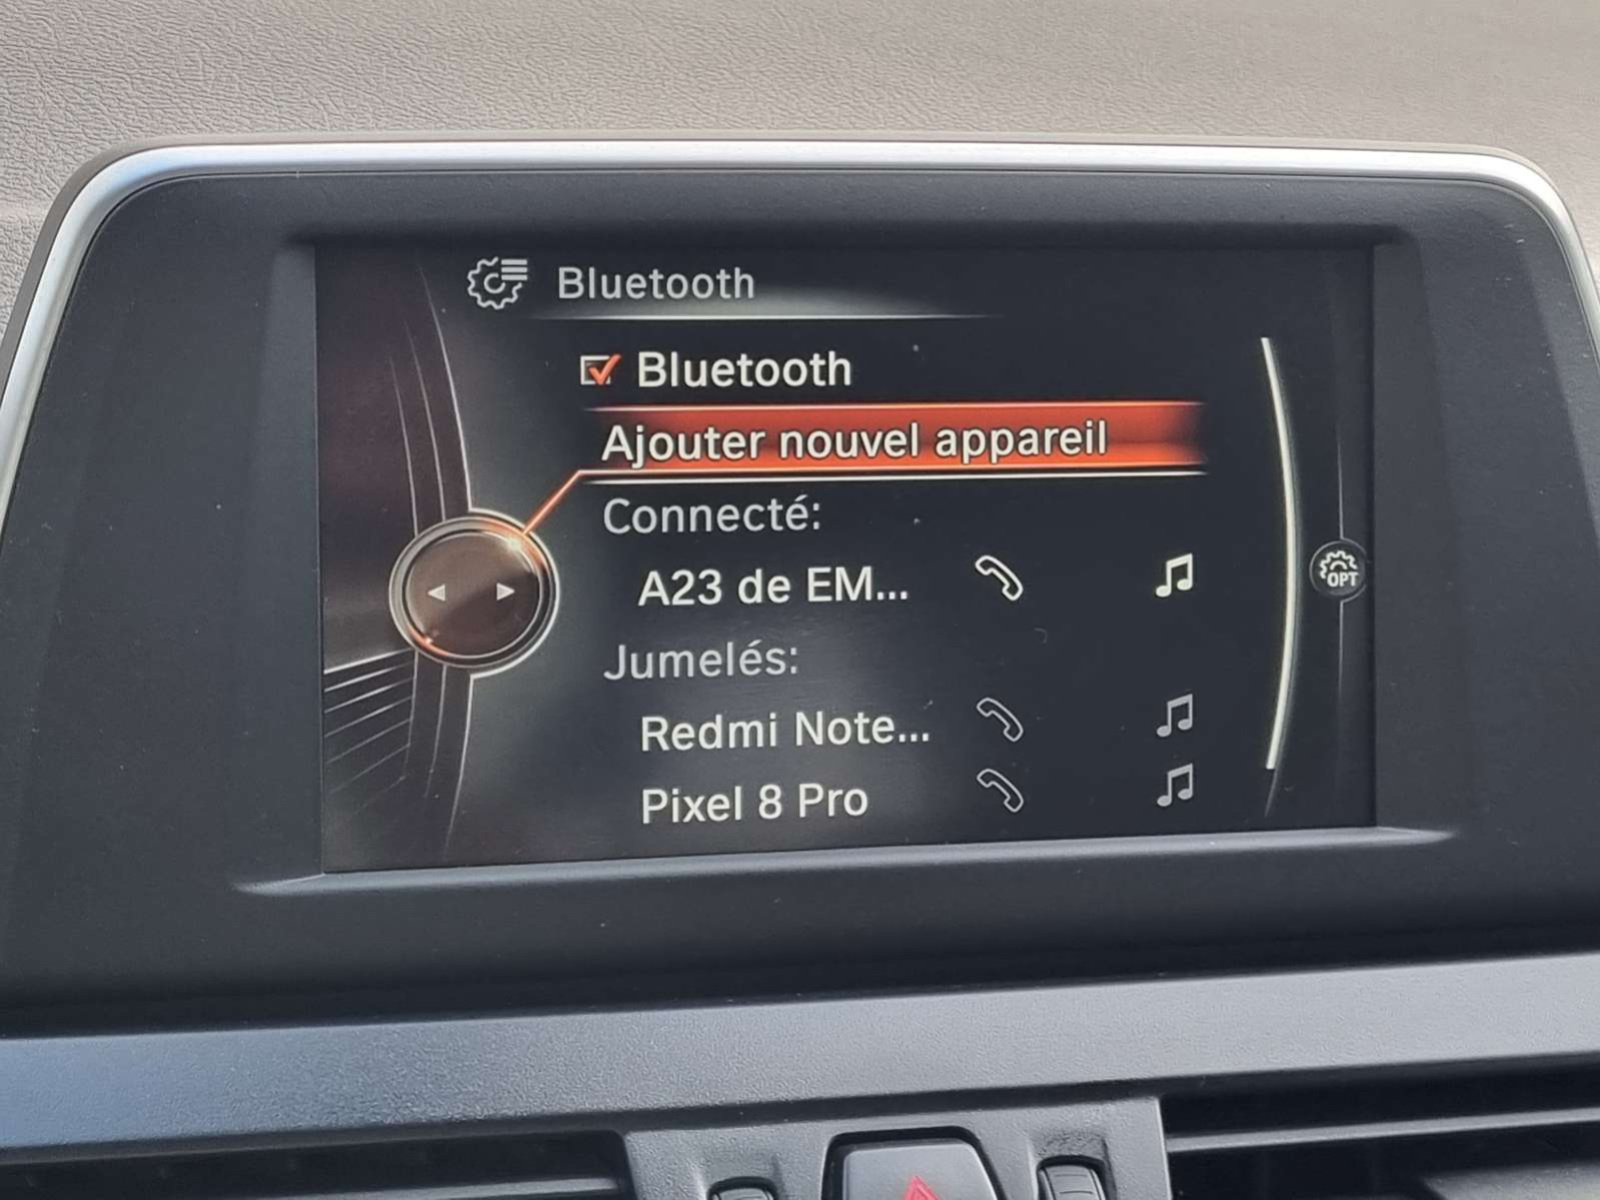 Bluetooth
Bluetooth
Ajouter nouvel appareil
Connecté:
A23 de EM...
Jumelés:
Redmi Note...
Pixel 8 Pro
OPT